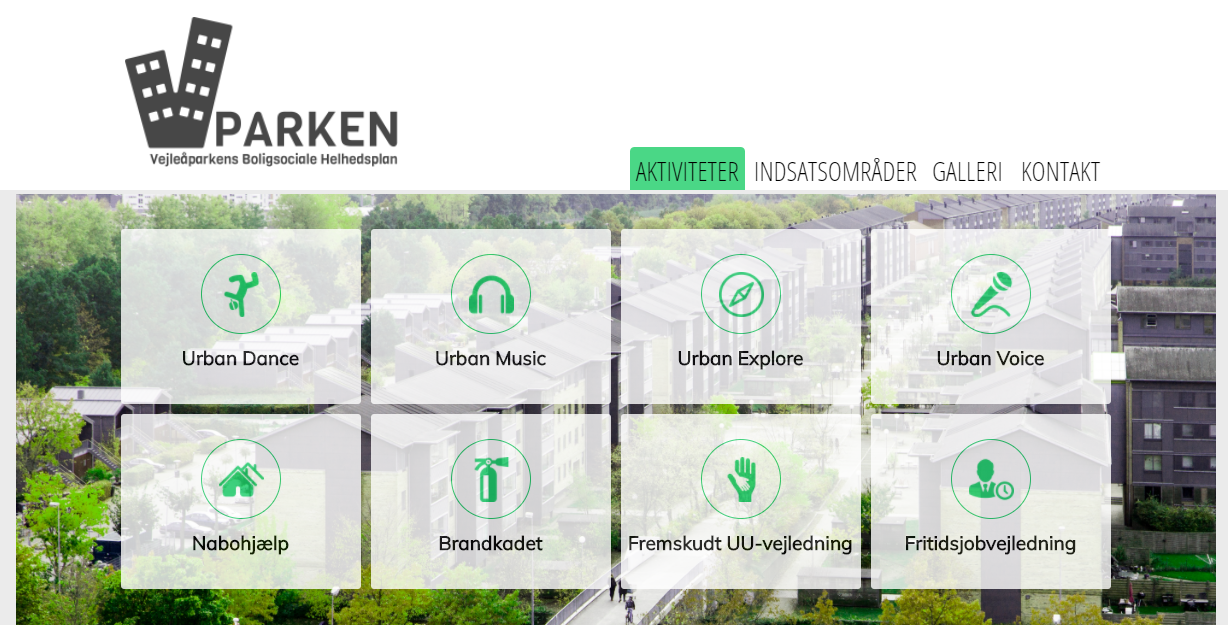 PARKEN
Vejleåparkens Boligsociale Helhedsplan
AKTIVITETER INDSATSOMRÅDER GALLERI KONTAKT
Urban Dance
Urban Music
Urban Explore
Urban Voice
Nabohjælp
Brandkadet
Fremskudt UU-vejledning
Fritidsjobvejledning